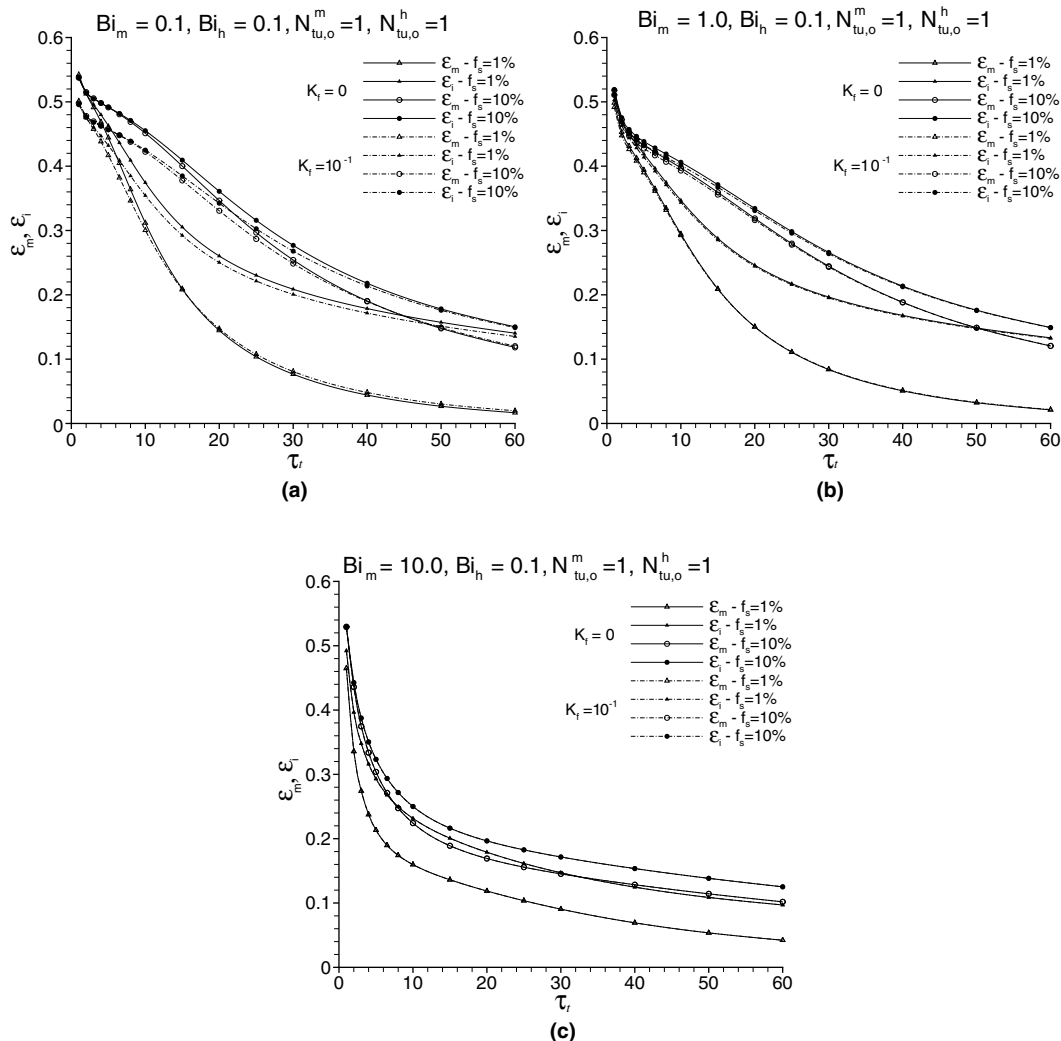 Bi_m = 0.1, Bi_h = 0.1, N^m_tu,o =1, N^h_tu,o =1
0.6
0.5
0.4
0.3
0.2
0.1
0
ε_m, ε_i
K_f = 0
K_f = 10^-1
ε_m - f_s=1%
ε_i - f_s=1%
ε_m - f_s=10%
ε_i - f_s=10%
ε_m - f_s=1%
ε_i - f_s=1%
ε_m - f_s=10%
ε_i - f_s=10%
0 10 20 30 40 50 60
τ_t
(a)
Bi_m = 1.0, Bi_h = 0.1, N^m_tu,o =1, N^h_tu,o =1
0.6
0.5
0.4
0.3
0.2
0.1
0
ε_m, ε_i
K_f = 0
K_f = 10^-1
ε_m - f_s=1%
ε_i - f_s=1%
ε_m - f_s=10%
ε_i - f_s=10%
ε_m - f_s=1%
ε_i - f_s=1%
ε_m - f_s=10%
ε_i - f_s=10%
0 10 20 30 40 50 60
τ_t
(b)
Bi_m = 10.0, Bi_h = 0.1, N^m_tu,o =1, N^h_tu,o =1
0.6
0.5
0.4
0.3
0.2
0.1
0
ε_m, ε_i
K_f = 0
K_f = 10^-1
ε_m - f_s=1%
ε_i - f_s=1%
ε_m - f_s=10%
ε_i - f_s=10%
ε_m - f_s=1%
ε_i - f_s=1%
ε_m - f_s=10%
ε_i - f_s=10%
0 10 20 30 40 50 60
τ_t
(c)